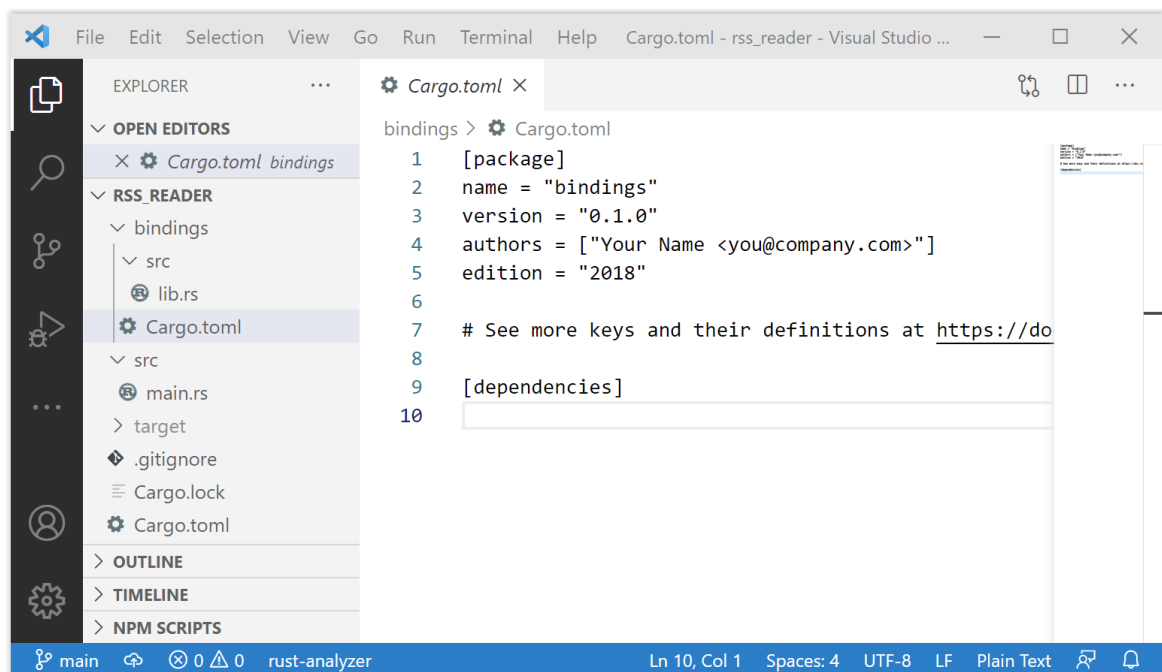 File Edit Selection View Go Run Terminal Help Cargo.toml - rss_reader - Visual Studio ...
EXPLORER
OPEN EDITORS
Cargo.toml bindings
RSS_READER
bindings
src
lib.rs
Cargo.toml
src
main.rs
target
.gitignore
Cargo.lock
Cargo.toml
OUTLINE
TIMELINE
NPM SCRIPTS
Cargo.toml
bindings > Cargo.toml
1 [package]
2 name = "bindings"
3 version = "0.1.0"
4 authors = ["Your Name <you@company.com>"]
5 edition = "2018"
6
7 # See more keys and their definitions at https://do
8
9 [dependencies]
10
main 0 0 rust-analyzer Ln 10, Col 1 Spaces: 4 UTF-8 LF Plain Text